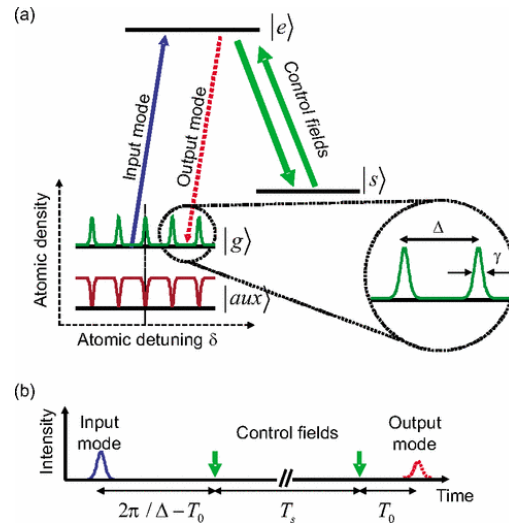 (a)
|e⟩
Input mode
Output mode
Control fields
|s⟩
Atomic density
|g⟩
|aux⟩
Atomic detuning δ
Δ
γ
(b)
Intensity
Input mode
Control fields
Output mode
Time
2π / Δ − T₀
Tₛ
T₀